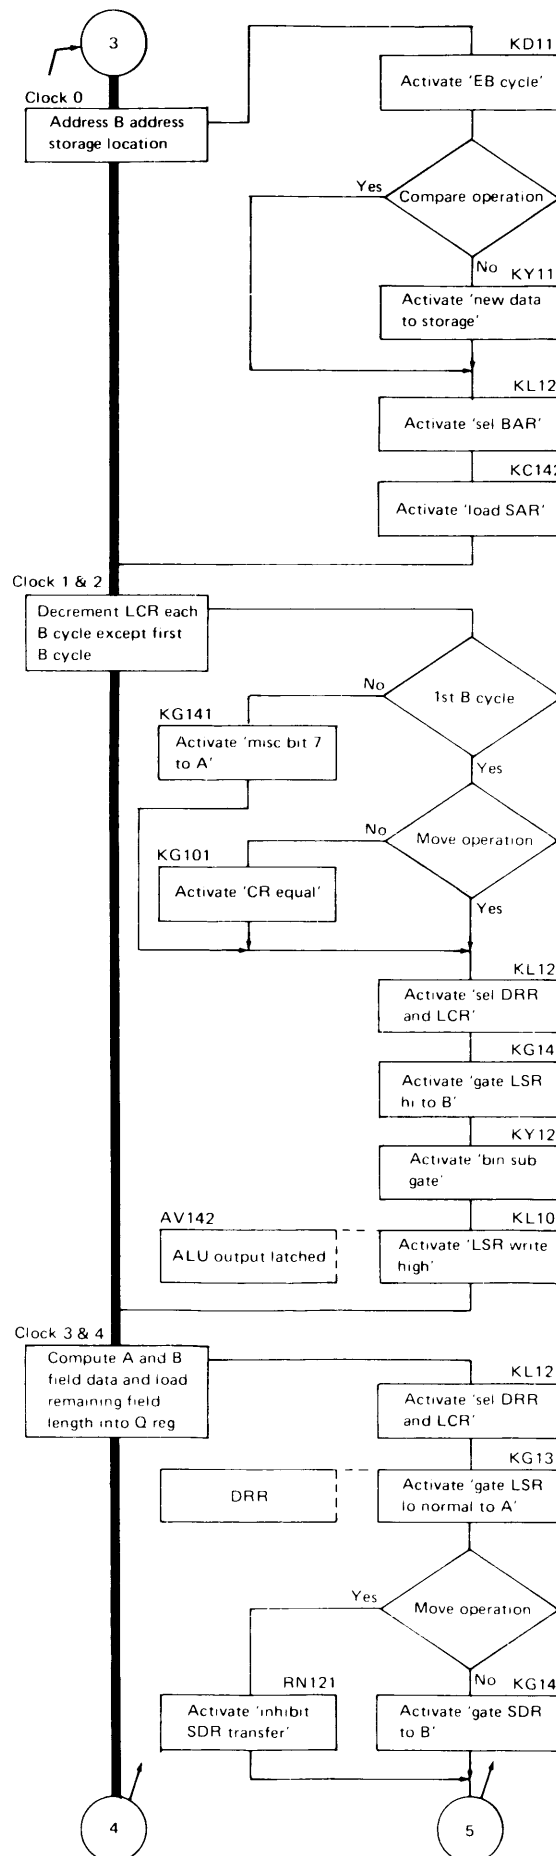 3
KD11
Clock 0
Activate 'EB cycle'
Address B address
storage location
Yes
Compare operation
No
KY11
Activate 'new data
to storage'
KL12
Activate 'sel BAR'
KC142
Activate 'load SAR'
Clock 1 & 2
Decrement LCR each
B cycle except first
B cycle
No
1st B cycle
KG141
Activate 'misc bit 7
to A'
Yes
No
Move operation
KG101
Activate 'CR equal'
Yes
KL12
Activate 'sel DRR
and LCR'
KG14
Activate 'gate LSR
hi to B'
KY12
Activate 'bin sub
gate'
AV142
KL10
ALU output latched
Activate 'LSR write
high'
Clock 3 & 4
Compute A and B
field data and load
remaining field
length into Q reg
KL12
Activate 'sel DRR
and LCR'
KG13
DRR
Activate 'gate LSR
lo normal to A'
Yes
Move operation
No
RN121
KG14
Activate 'inhibit
SDR transfer'
Activate 'gate SDR
to B'
4
5